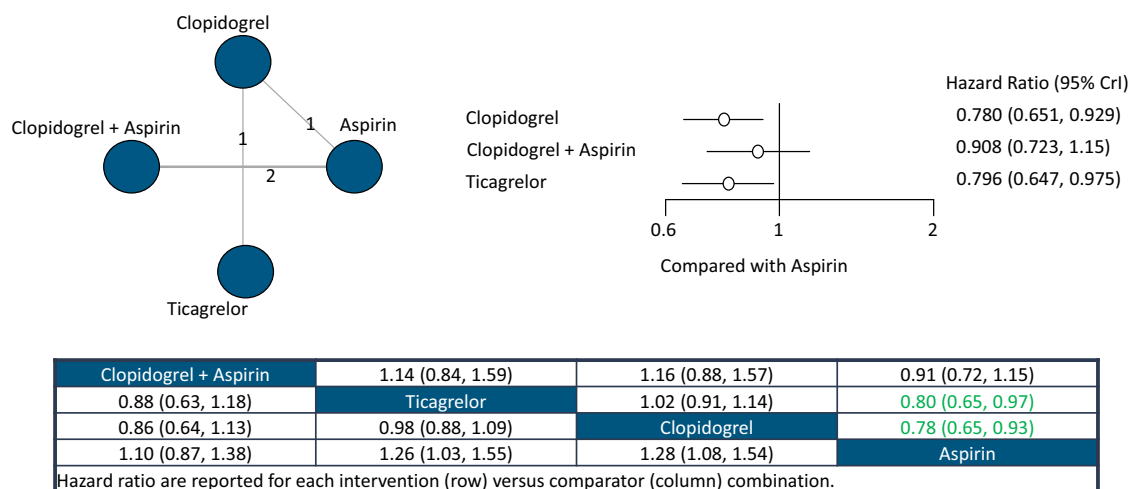 Clopidogrel
Clopidogrel + Aspirin
1
1
Aspirin
2
Ticagrelor
Hazard Ratio (95% CrI)
Clopidogrel 0.780 (0.651, 0.929)
Clopidogrel + Aspirin 0.908 (0.723, 1.15)
Ticagrelor 0.796 (0.647, 0.975)
0.6 1 2
Compared with Aspirin
Clopidogrel + Aspirin 1.14 (0.84, 1.59) 1.16 (0.88, 1.57) 0.91 (0.72, 1.15)
0.88 (0.63, 1.18) Ticagrelor 1.02 (0.91, 1.14) 0.80 (0.65, 0.97)
0.86 (0.64, 1.13) 0.98 (0.88, 1.09) Clopidogrel 0.78 (0.65, 0.93)
1.10 (0.87, 1.38) 1.26 (1.03, 1.55) 1.28 (1.08, 1.54) Aspirin
Hazard ratio are reported for each intervention (row) versus comparator (column) combination.